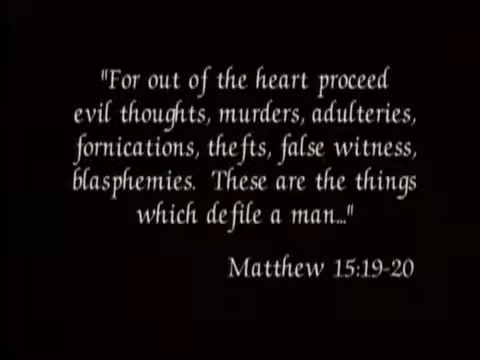 "For out of the heart proceed
evil thoughts, murders, adulteries,
fornications, thefts, false witness,
blasphemies. These are the things
which defile a man..."
Matthew 15:19-20